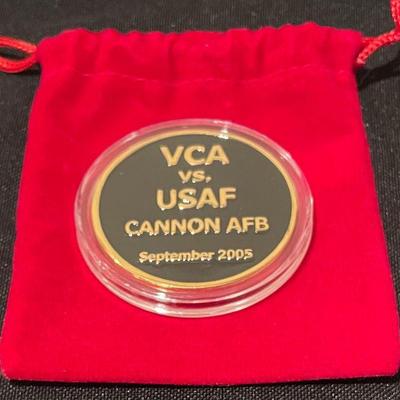 VCA
vs.
USAF
CANNON AFB
September 2005